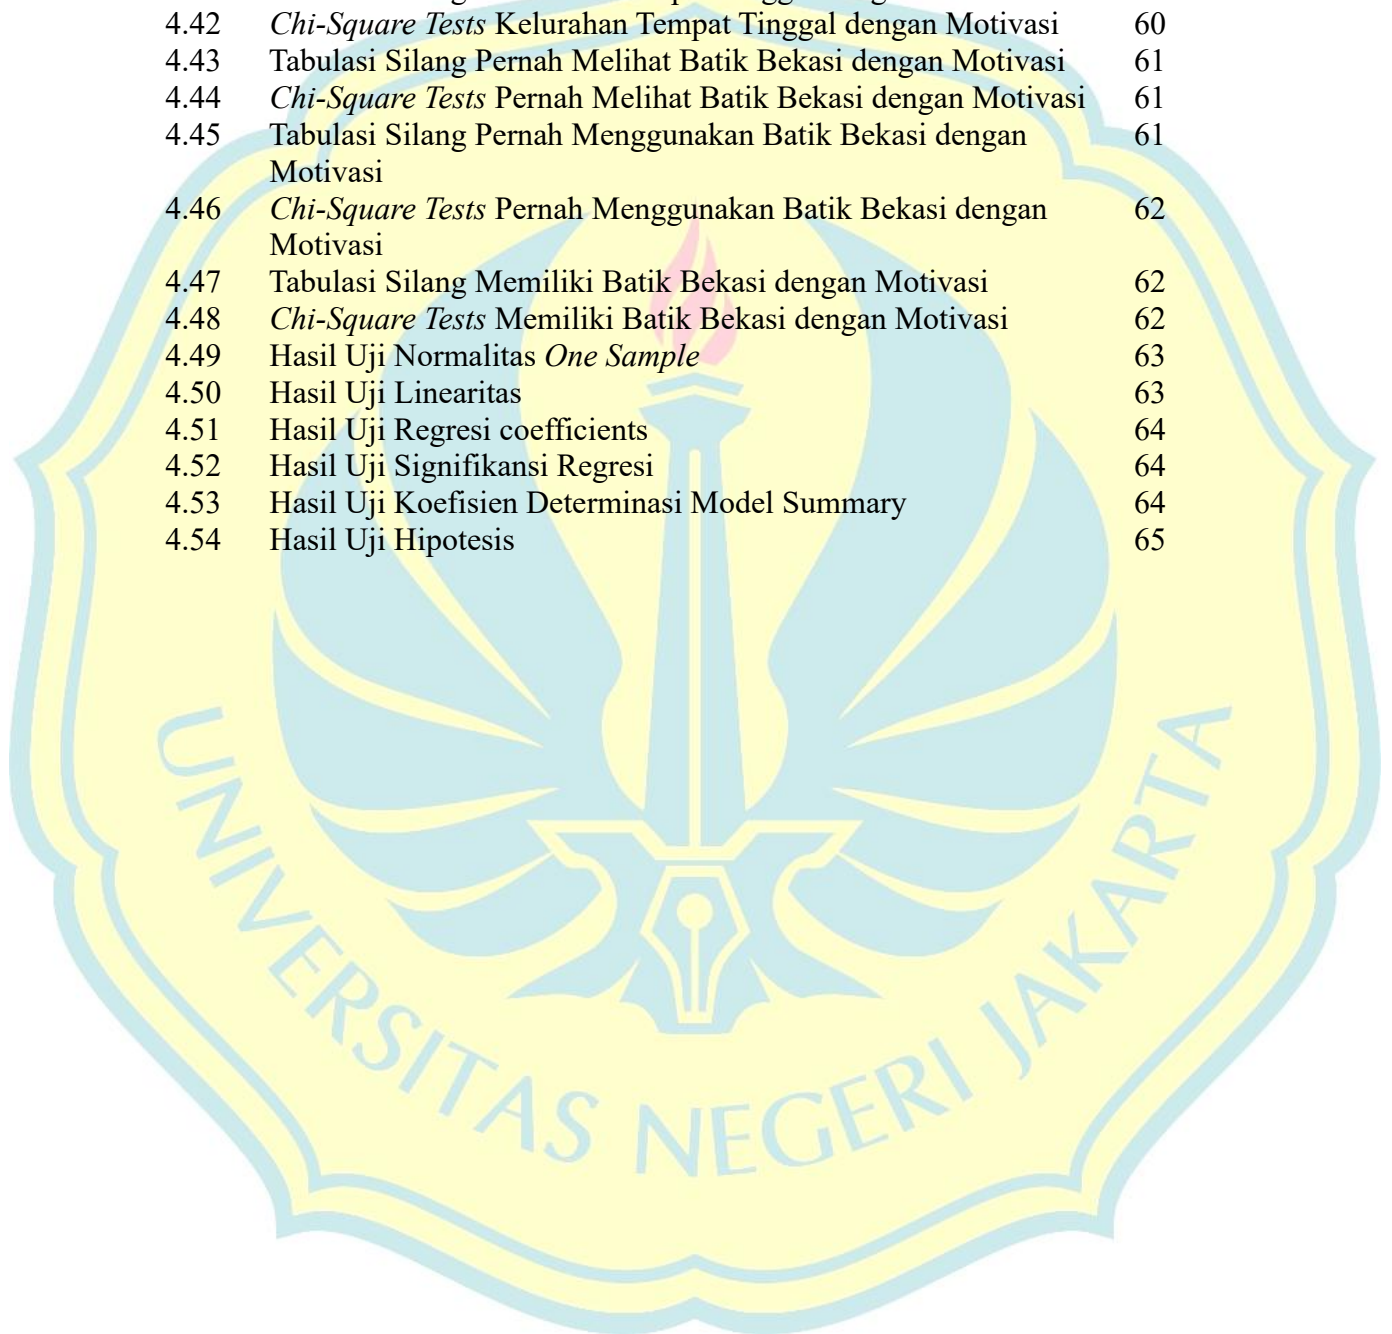 4.42 Chi-Square Tests Kelurahan Tempat Tinggal dengan Motivasi 60
4.43 Tabulasi Silang Pernah Melihat Batik Bekasi dengan Motivasi 61
4.44 Chi-Square Tests Pernah Melihat Batik Bekasi dengan Motivasi 61
4.45 Tabulasi Silang Pernah Menggunakan Batik Bekasi dengan 61
Motivasi
4.46 Chi-Square Tests Pernah Menggunakan Batik Bekasi dengan 62
Motivasi
4.47 Tabulasi Silang Memiliki Batik Bekasi dengan Motivasi 62
4.48 Chi-Square Tests Memiliki Batik Bekasi dengan Motivasi 62
4.49 Hasil Uji Normalitas One Sample 63
4.50 Hasil Uji Linearitas 63
4.51 Hasil Uji Regresi coefficients 64
4.52 Hasil Uji Signifikansi Regresi 64
4.53 Hasil Uji Koefisien Determinasi Model Summary 64
4.54 Hasil Uji Hipotesis 65
UNIVERSITAS NEGERI JAKARTA